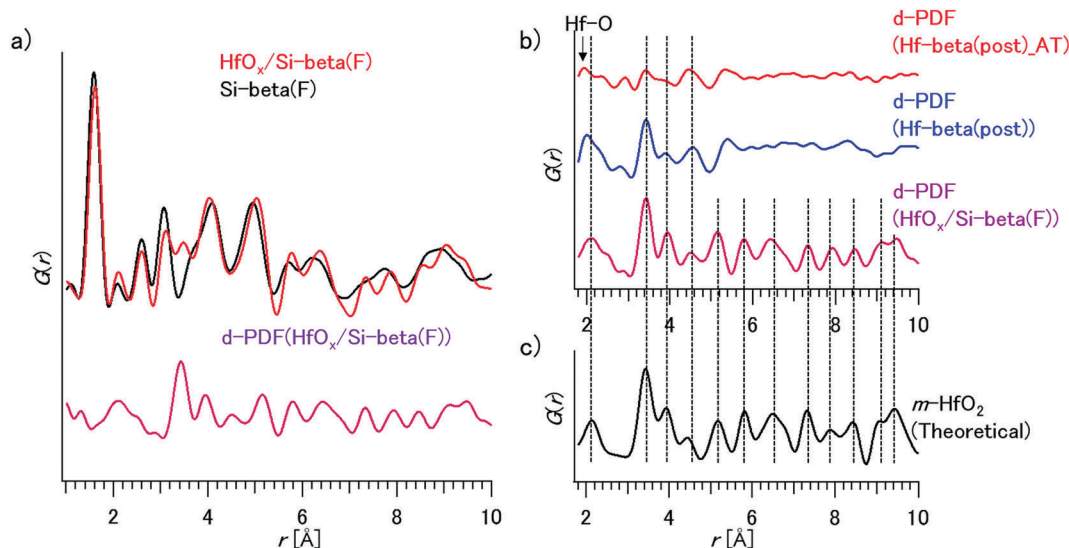 a)
HfOx/Si-beta(F)
Si-beta(F)
G(r)
d-PDF(HfOx/Si-beta(F))
2 4 6 8 10
r [Å]
b)
Hf-O
d-PDF
(Hf-beta(post)_AT)
d-PDF
(Hf-beta(post))
G(r)
d-PDF
(HfOx/Si-beta(F))
2 4 6 8 10
c)
G(r)
m-HfO2
(Theoretical)
2 4 6 8 10
r [Å]